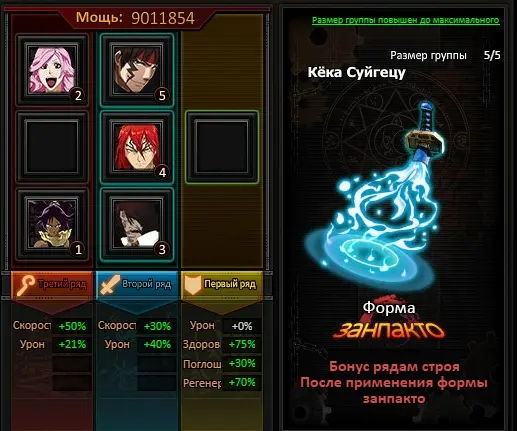 Мощь: 9011854
2
5
4
1
3
Третий ряд
Второй ряд
Первый ряд
Скорост +50%
Скорост +30%
Урон +0%
Урон +21%
Урон +40%
Здоров +75%
Поглощ +30%
Регенер +70%
Размер группы повышен до максимального
Размер группы 5/5
Кёка Суйгецу
Форма
занпакто
Бонус рядам строя
После применения формы
занпакто